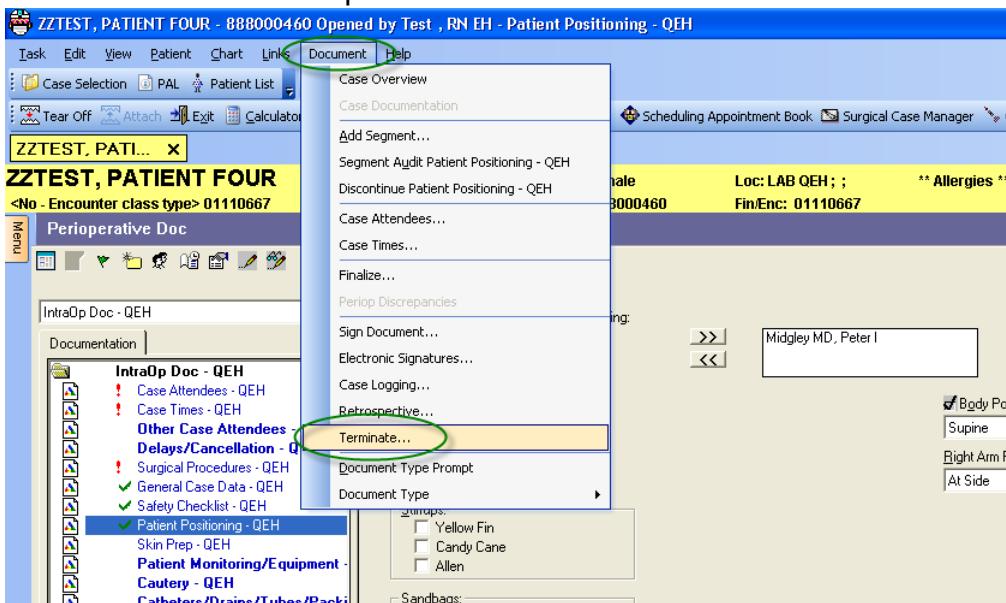 ZZTEST, PATIENT FOUR - 888000460 Opened by Test , RN EH - Patient Positioning - QEH
Task Edit View Patient Chart Links Document Help
Case Selection PAL Patient List
Tear Off Attach Exit Calculator Scheduling Appointment Book Surgical Case Manager
ZZTEST, PATI... x
ZZTEST, PATIENT FOUR Loc: LAB QEH ; ; ** Allergies **
<No - Encounter class type> 01110667 8000460 Fin/Enc: 01110667
Menu
Perioperative Doc
IntraOp Doc - QEH
Documentation
IntraOp Doc - QEH
! Case Attendees - QEH
! Case Times - QEH
Other Case Attendees -
Delays/Cancellation - Q
! Surgical Procedures - QEH
General Case Data - QEH
Safety Checklist - QEH
Patient Positioning - QEH
Skin Prep - QEH
Patient Monitoring/Equipment -
Cautery - QEH
Catheters/Drains/Tubes/Packi
Case Overview
Case Documentation
Add Segment...
Segment Audit Patient Positioning - QEH
Discontinue Patient Positioning - QEH
Case Attendees...
Case Times...
Finalize...
Periop Discrepancies
Sign Document...
Electronic Signatures...
Case Logging...
Retrospective...
Terminate...
Document Type Prompt
Document Type
ing:
>>
<<
Midgley MD, Peter I
Body Po
Supine
Right Arm P
At Side
Stirrups:
Yellow Fin
Candy Cane
Allen
Sandbags: